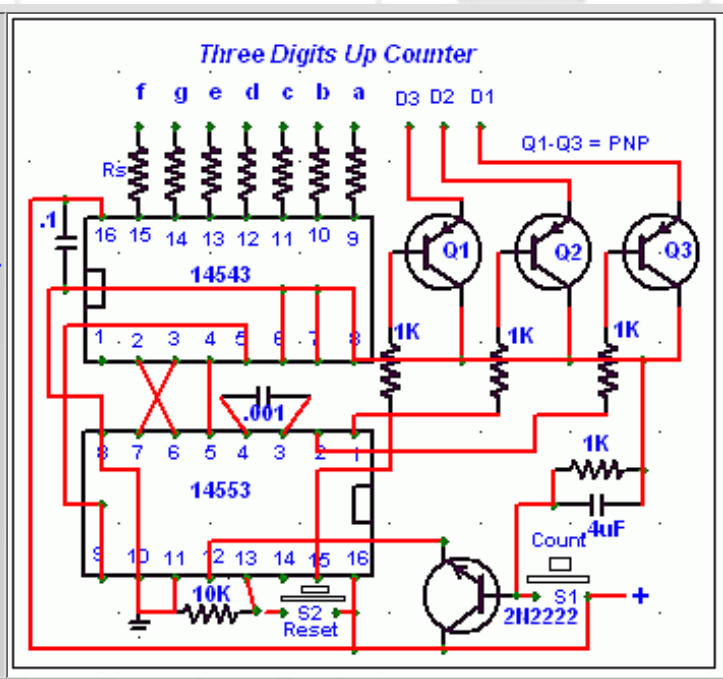 Three Digits Up Counter
f g e d c b a D3 D2 D1
Q1-Q3 = PNP
Rs
.1
16 15 14 13 12 11 10 9
14543
Q1 Q2 Q3
1 2 3 4 5 6 7 8
1K 1K 1K
.001
8 7 6 5 4 3 2 1
14553
1K
4uF
Count
9 10 11 12 13 14 15 16
10K
S2
Reset
S1 +
2N2222